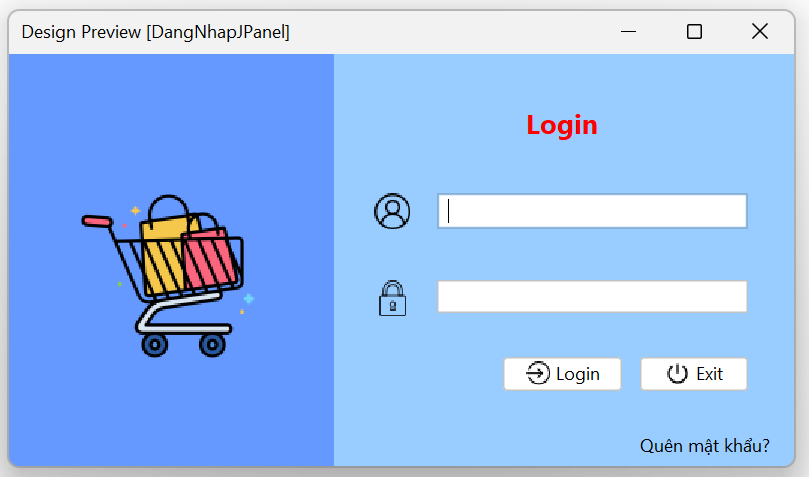 Design Preview [DangNhapJPanel]
Login
Login
Exit
Quên mật khẩu?